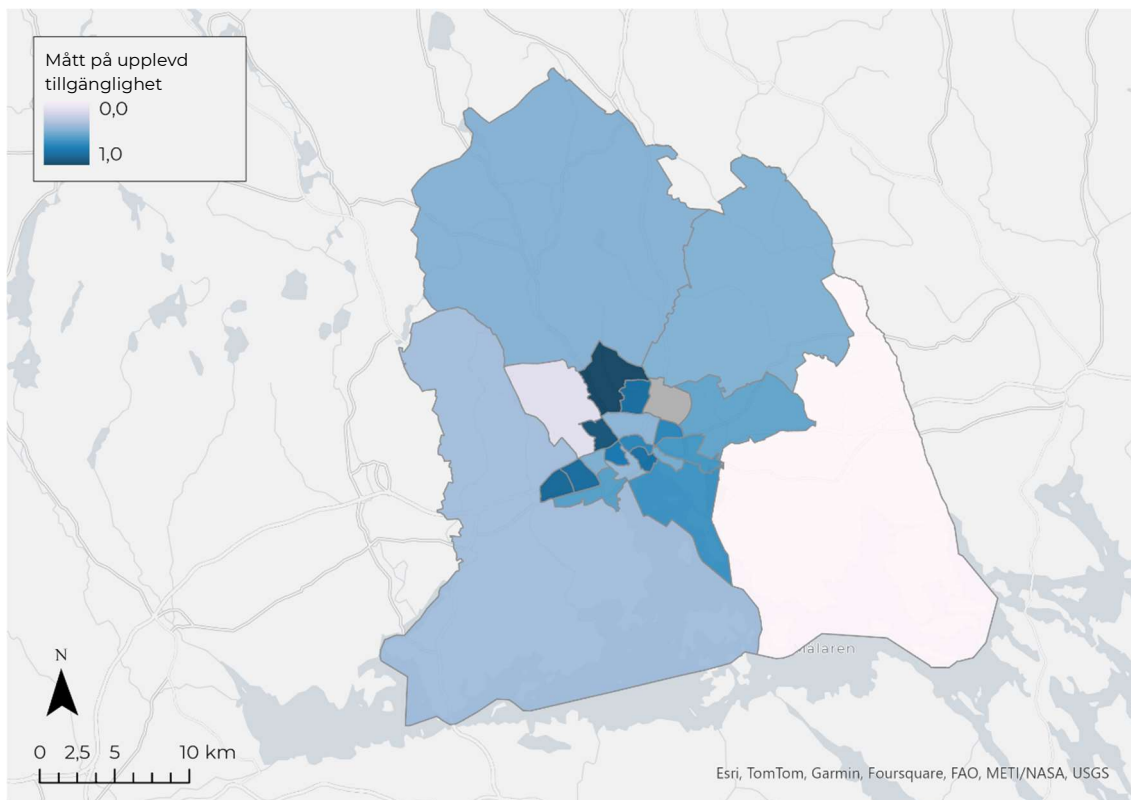 Mått på upplevd
tillgänglighet
0,0
1,0
N
0 2,5 5 10 km
Esri, TomTom, Garmin, Foursquare, FAO, METI/NASA, USGS